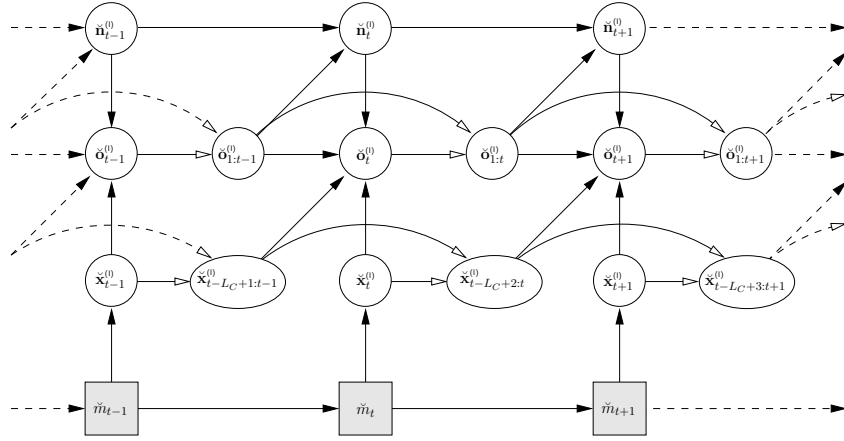 n̆⁽ˡ⁾ₜ₋₁ n̆⁽ˡ⁾ₜ n̆⁽ˡ⁾ₜ₊₁
ŏ⁽ˡ⁾ₜ₋₁ ŏ⁽ˡ⁾₁:ₜ₋₁ ŏ⁽ˡ⁾ₜ ŏ⁽ˡ⁾₁:ₜ ŏ⁽ˡ⁾ₜ₊₁ ŏ⁽ˡ⁾₁:ₜ₊₁
x̆⁽ˡ⁾_{t−1} x̆⁽ˡ⁾_{t−L_C+1:t−1} x̆⁽ˡ⁾_{t} x̆⁽ˡ⁾_{t−L_C+2:t} x̆⁽ˡ⁾_{t+1} x̆⁽ˡ⁾_{t−L_C+3:t+1}
m̆ₜ₋₁ m̆ₜ m̆ₜ₊₁